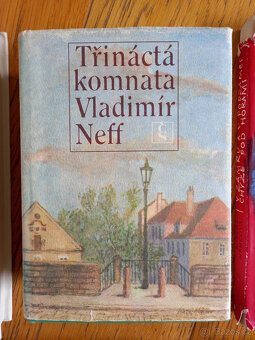 Třináctá
komnata
Vladimír
Neff